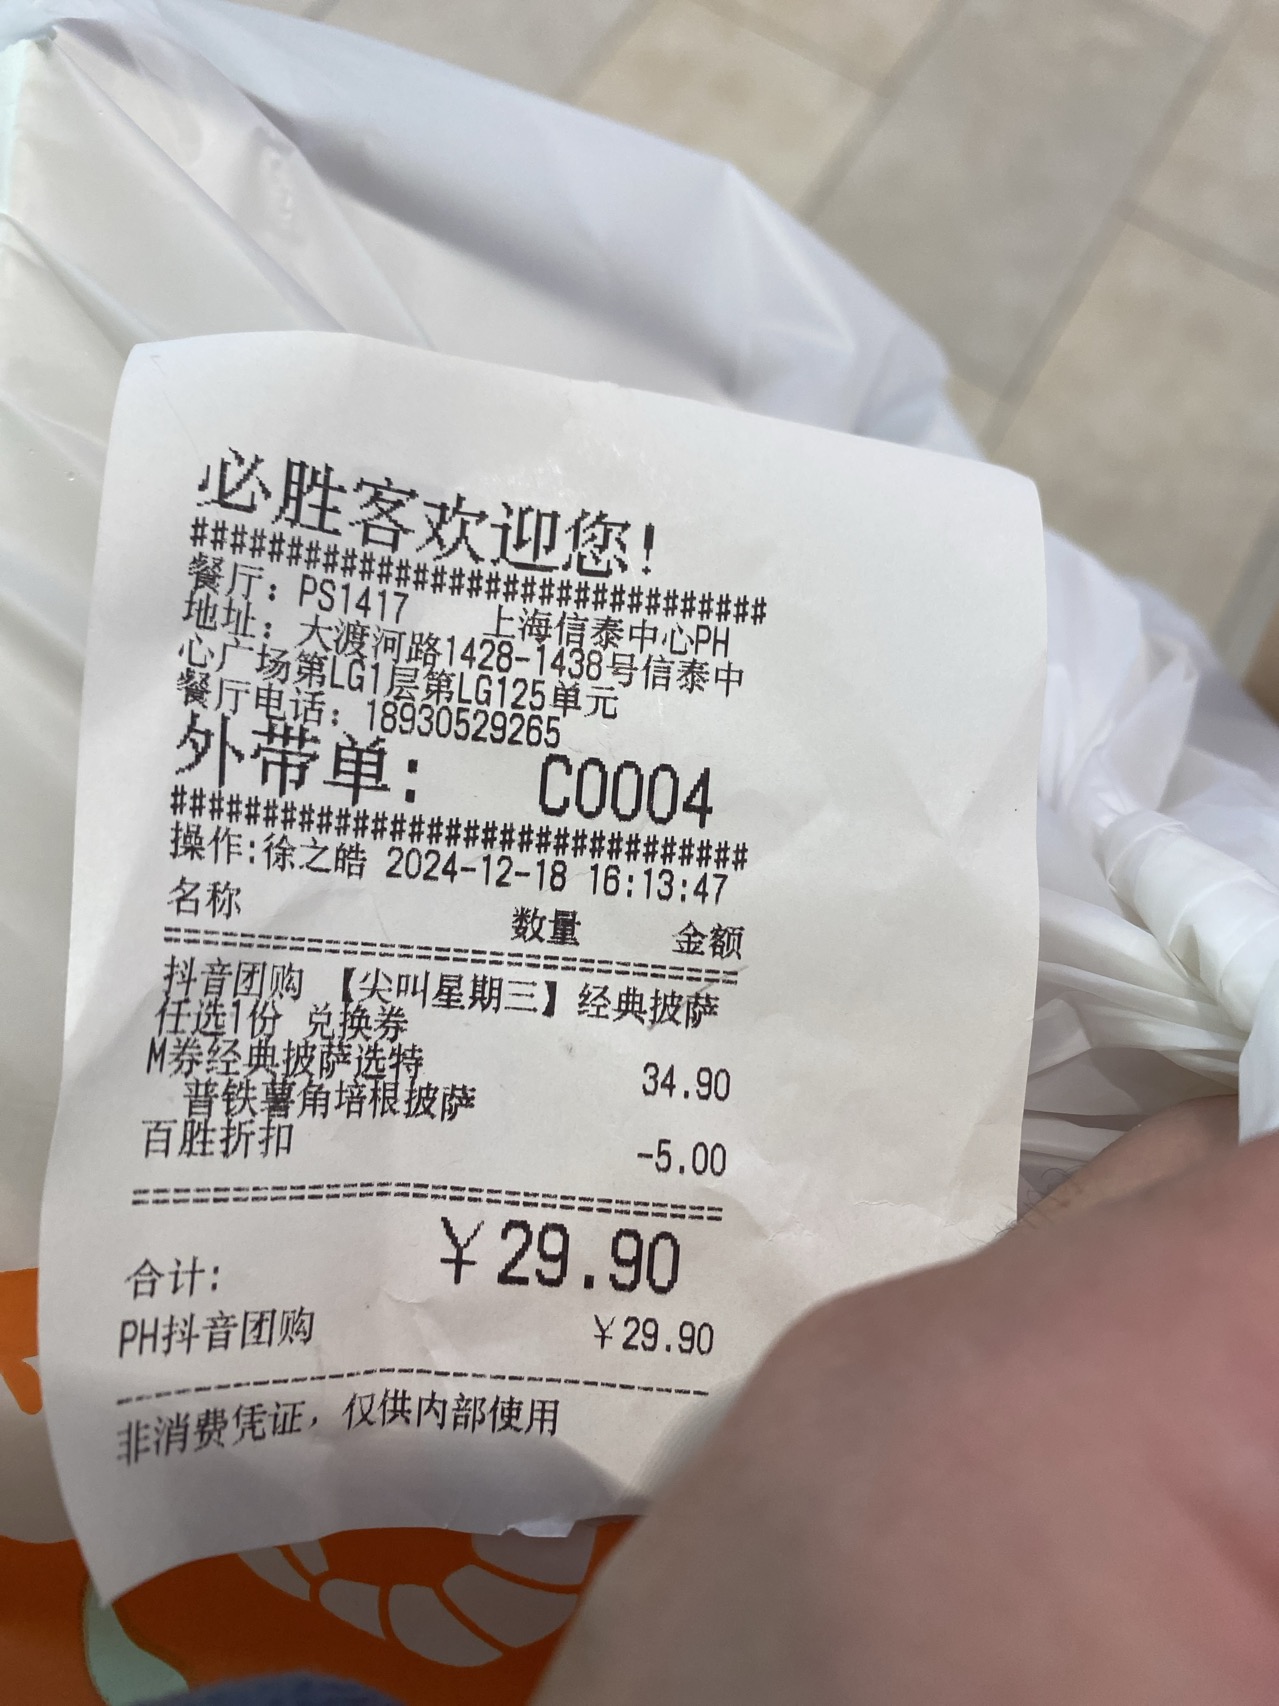 必胜客欢迎您!
################################
餐厅: PS1417 上海信泰中心PH
地址: 大渡河路1428-1438号信泰中
心广场第LG1层第LG125单元
餐厅电话: 18930529265
外带单: C0004
################################
操作:徐之皓 2024-12-18 16:13:47
名称 数量 金额
================================
抖音团购 【尖叫星期三】经典披萨
任选1份 兑换券
M券经典披萨选特 34.90
普铁薯角培根披萨
百胜折扣 -5.00
================================
合计: ¥29.90
PH抖音团购 ¥29.90
--------------------------------
非消费凭证, 仅供内部使用